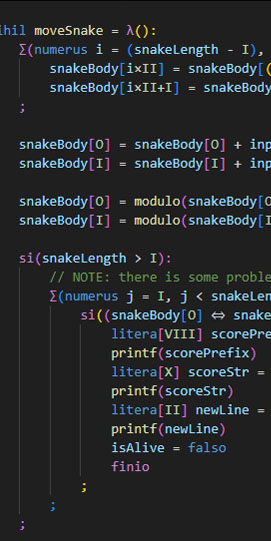 ihil moveSnake = λ():
∑(numerus i = (snakeLength - I),
snakeBody[i×II] = snakeBody[(
snakeBody[i×II+I] = snakeBody
;
snakeBody[O] = snakeBody[O] + inp
snakeBody[I] = snakeBody[I] + inp
snakeBody[O] = modulo(snakeBody[O
snakeBody[I] = modulo(snakeBody[I
si(snakeLength > I):
// NOTE: there is some proble
∑(numerus j = I, j < snakeLen
si((snakeBody[O] ⇔ snake
litera[VIII] scorePre
printf(scorePrefix)
litera[X] scoreStr =
printf(scoreStr)
litera[II] newLine =
printf(newLine)
isAlive = falso
finio
;
;
;